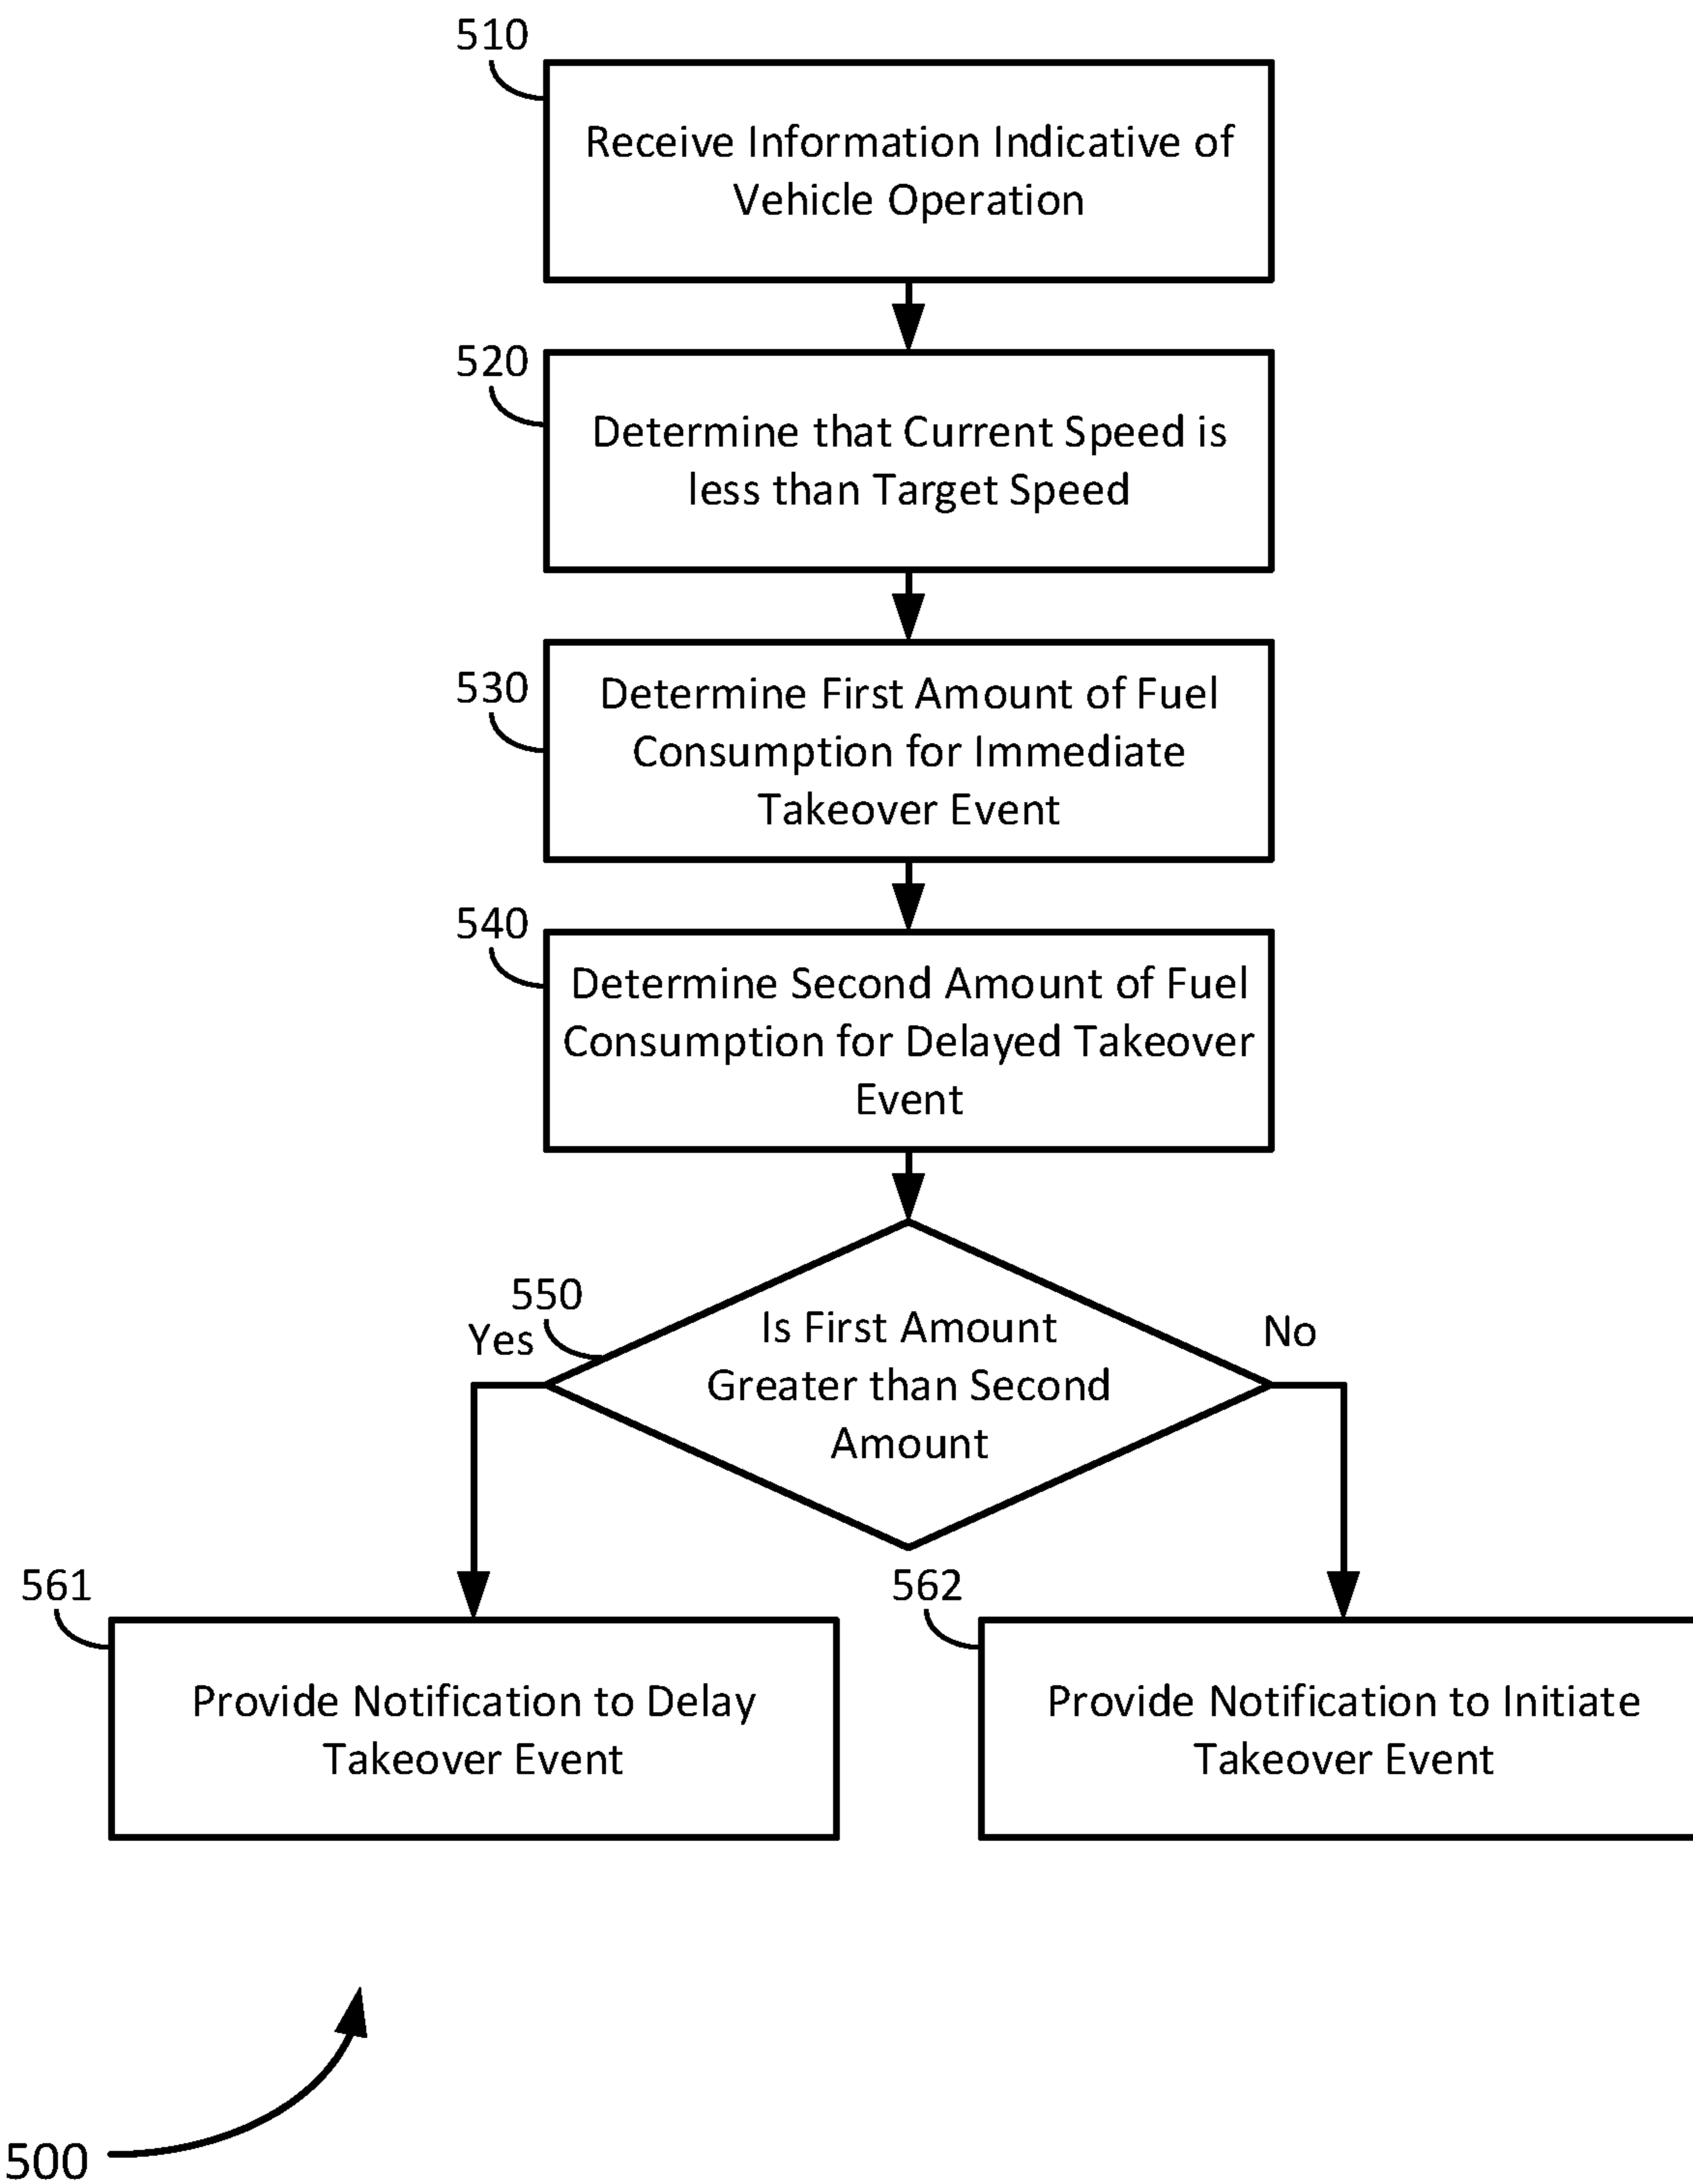 510
Receive Information Indicative of
Vehicle Operation
520
Determine that Current Speed is
less than Target Speed
530
Determine First Amount of Fuel
Consumption for Immediate
Takeover Event
540
Determine Second Amount of Fuel
Consumption for Delayed Takeover
Event
550
Yes
Is First Amount
Greater than Second
Amount
No
561
Provide Notification to Delay
Takeover Event
562
Provide Notification to Initiate
Takeover Event
500